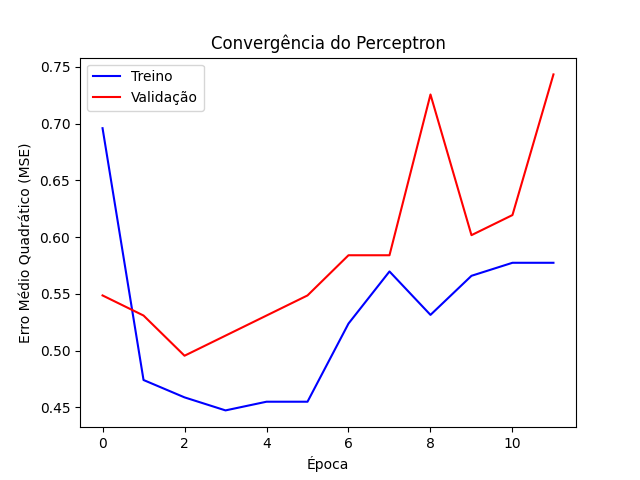 Convergência do Perceptron
Treino
Validação
Erro Médio Quadrático (MSE)
0.75
0.70
0.65
0.60
0.55
0.50
0.45
0 2 4 6 8 10
Época